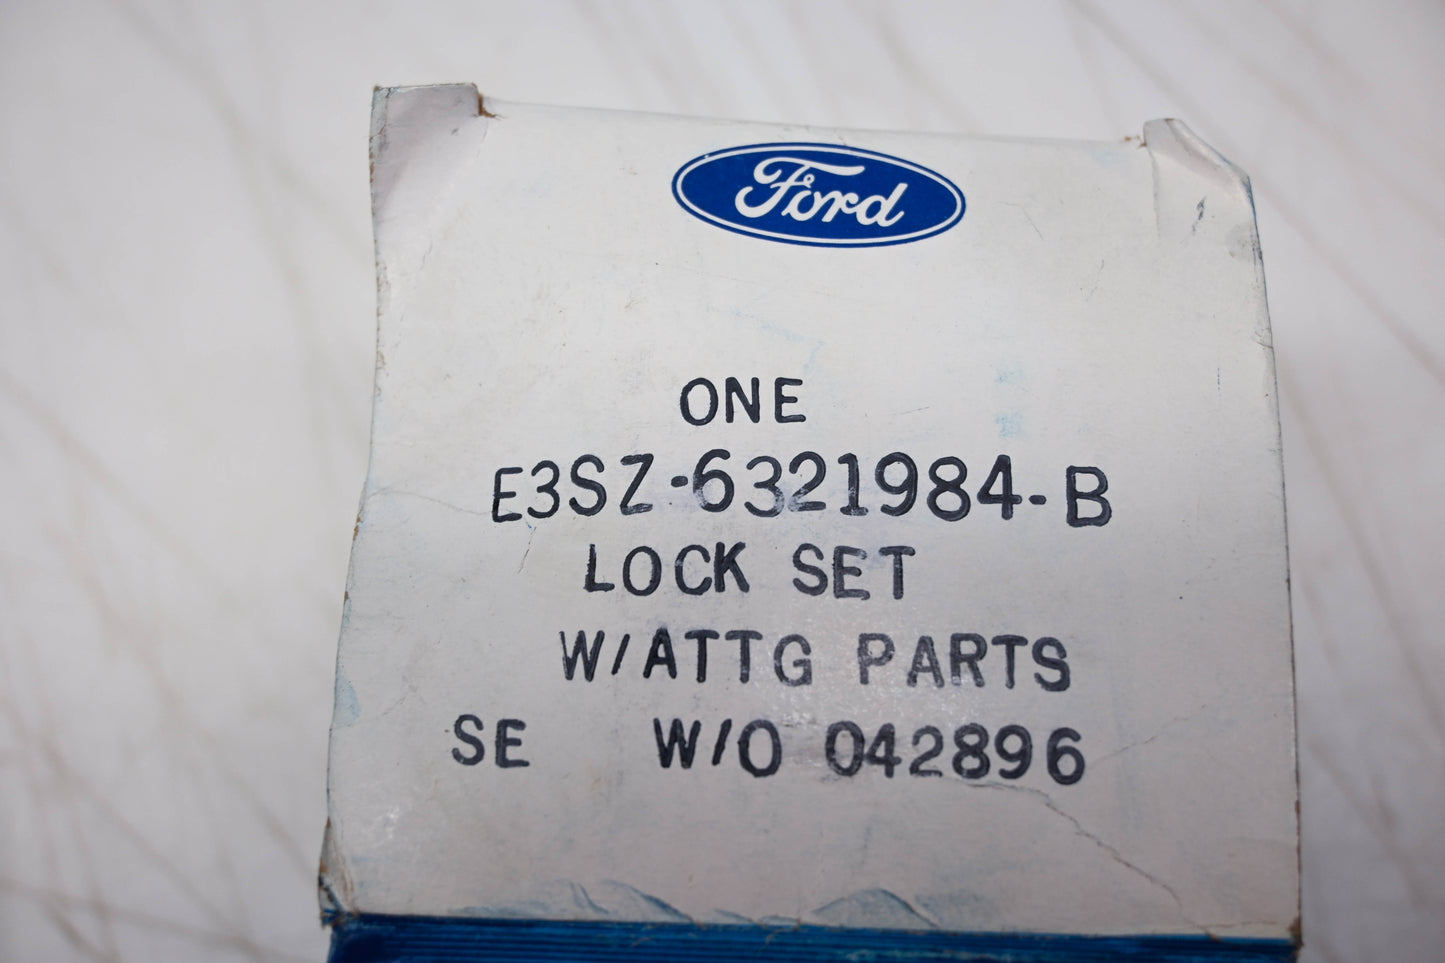 Ford
ONE
E3SZ-6321984-B
LOCK SET
W/ATTG PARTS
SE W/O 042896